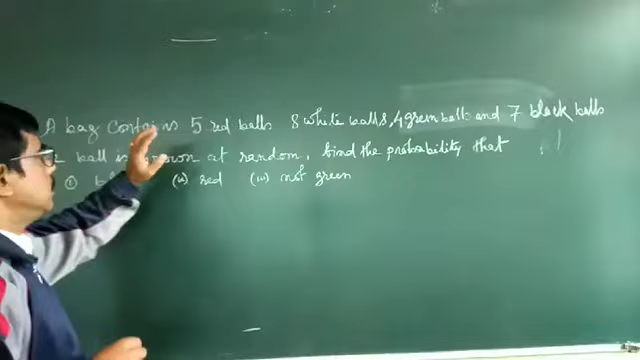 A bag contains 5 red balls 8 white balls, 4 green balls and 7 black balls
ball is drawn at random, find the probability that
(ii) red (iii) not green